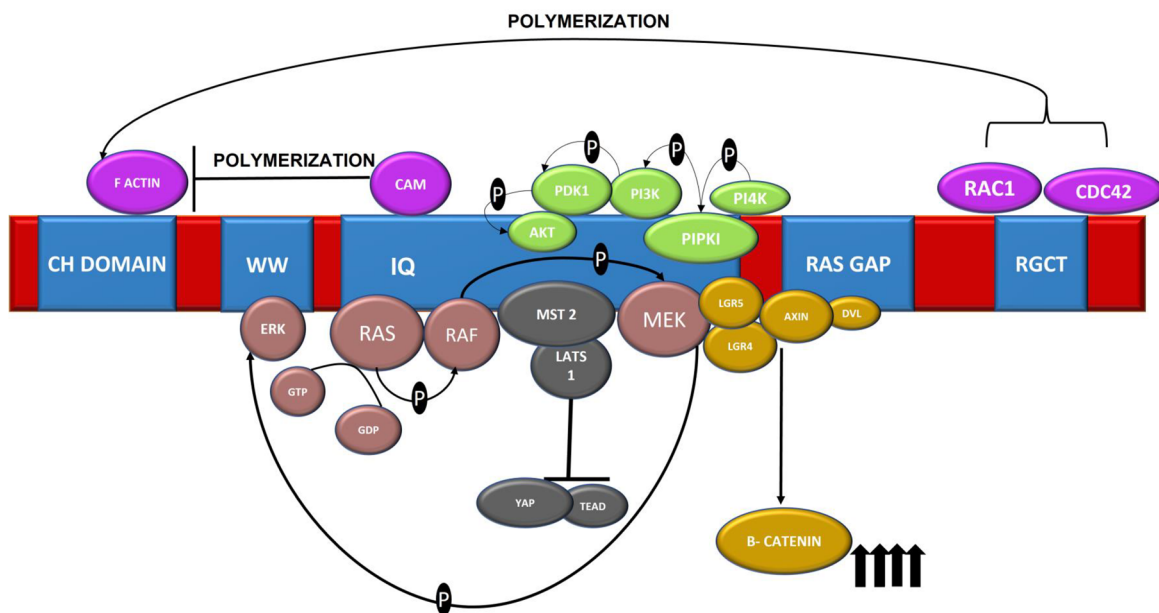 POLYMERIZATION
P
P
P
POLYMERIZATION
F ACTIN
CAM
PDK1
PI3K
PI4K
RAC1
CDC42
P
AKT
PIPKI
CH DOMAIN
WW
IQ
RAS GAP
RGCT
P
ERK
RAS
RAF
MST 2
MEK
LGR5
AXIN
DVL
LGR4
LATS
1
GTP
P
GDP
YAP
TEAD
B- CATENIN
P